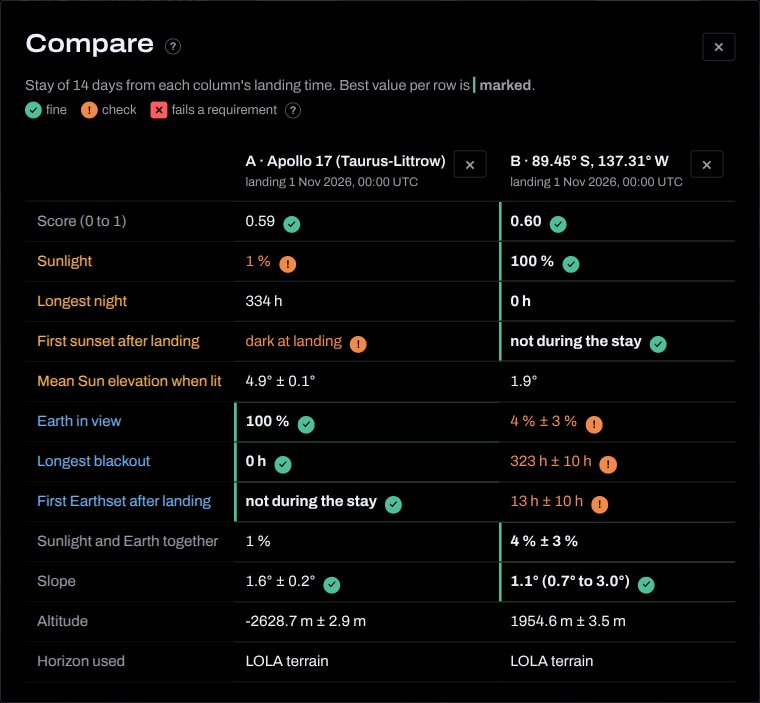 Compare ?
Stay of 14 days from each column's landing time. Best value per row is marked.
fine ! check × fails a requirement ?
A · Apollo 17 (Taurus-Littrow) × B · 89.45° S, 137.31° W ×
landing 1 Nov 2026, 00:00 UTC landing 1 Nov 2026, 00:00 UTC
Score (0 to 1) 0.59 0.60
Sunlight 1 % ! 100 %
Longest night 334 h 0 h
First sunset after landing dark at landing ! not during the stay
Mean Sun elevation when lit 4.9° ± 0.1° 1.9°
Earth in view 100 % 4 % ± 3 % !
Longest blackout 0 h 323 h ± 10 h !
First Earthset after landing not during the stay 13 h ± 10 h !
Sunlight and Earth together 1 % 4 % ± 3 %
Slope 1.6° ± 0.2° 1.1° (0.7° to 3.0°)
Altitude -2628.7 m ± 2.9 m 1954.6 m ± 3.5 m
Horizon used LOLA terrain LOLA terrain